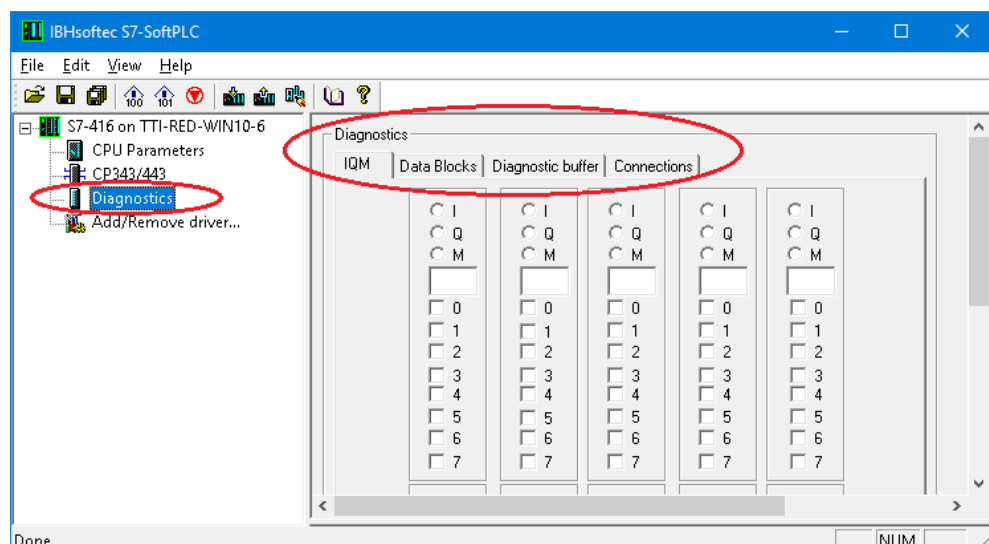 IBHsoftec S7-SoftPLC
File Edit View Help
100 101
S7-416 on TTI-RED-WIN10-6
CPU Parameters
CP343/443
Diagnostics
Add/Remove driver...
Diagnostics
IQM Data Blocks Diagnostic buffer Connections
I I I I I
Q Q Q Q Q
M M M M M
0 0 0 0 0
1 1 1 1 1
2 2 2 2 2
3 3 3 3 3
4 4 4 4 4
5 5 5 5 5
6 6 6 6 6
7 7 7 7 7
Done NUM